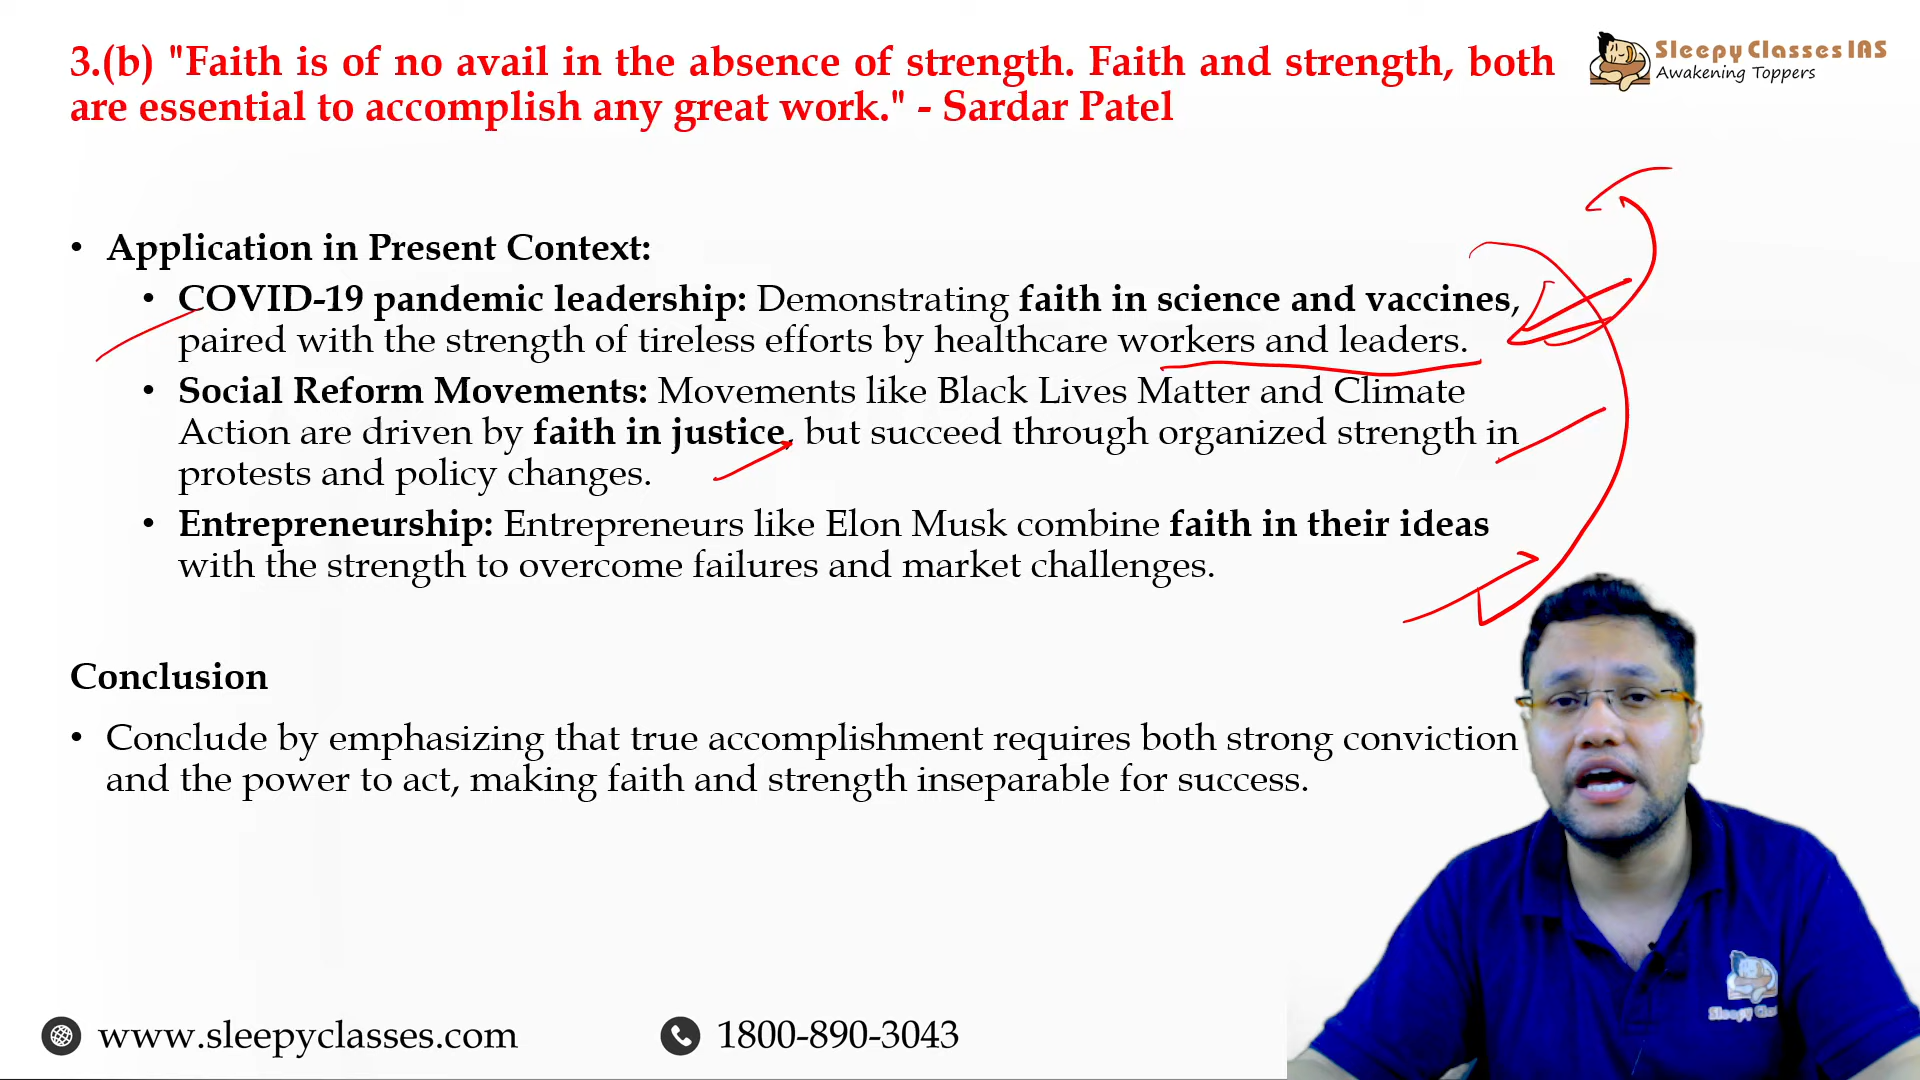 3.(b) "Faith is of no avail in the absence of strength. Faith and strength, both
are essential to accomplish any great work." - Sardar Patel
Sleepy Classes IAS
Awakening Toppers
• Application in Present Context:
• COVID-19 pandemic leadership: Demonstrating faith in science and vaccines,
paired with the strength of tireless efforts by healthcare workers and leaders.
• Social Reform Movements: Movements like Black Lives Matter and Climate
Action are driven by faith in justice, but succeed through organized strength in
protests and policy changes.
• Entrepreneurship: Entrepreneurs like Elon Musk combine faith in their ideas
with the strength to overcome failures and market challenges.
Conclusion
• Conclude by emphasizing that true accomplishment requires both strong conviction
and the power to act, making faith and strength inseparable for success.
Sleepy
www.sleepyclasses.com
1800-890-3043